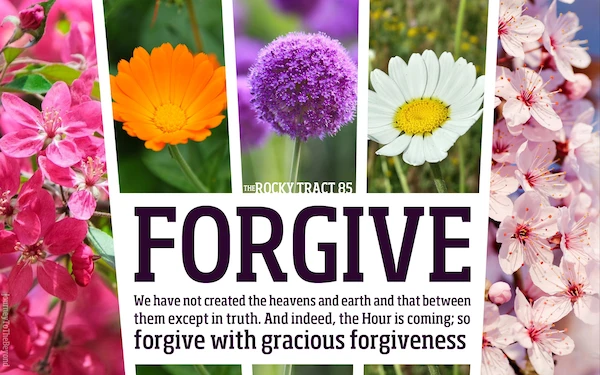 THE ROCKY TRACT 85
FORGIVE
We have not created the heavens and earth and that between
them except in truth. And indeed, the Hour is coming; so
forgive with gracious forgiveness
#JourneyToTheBeyond